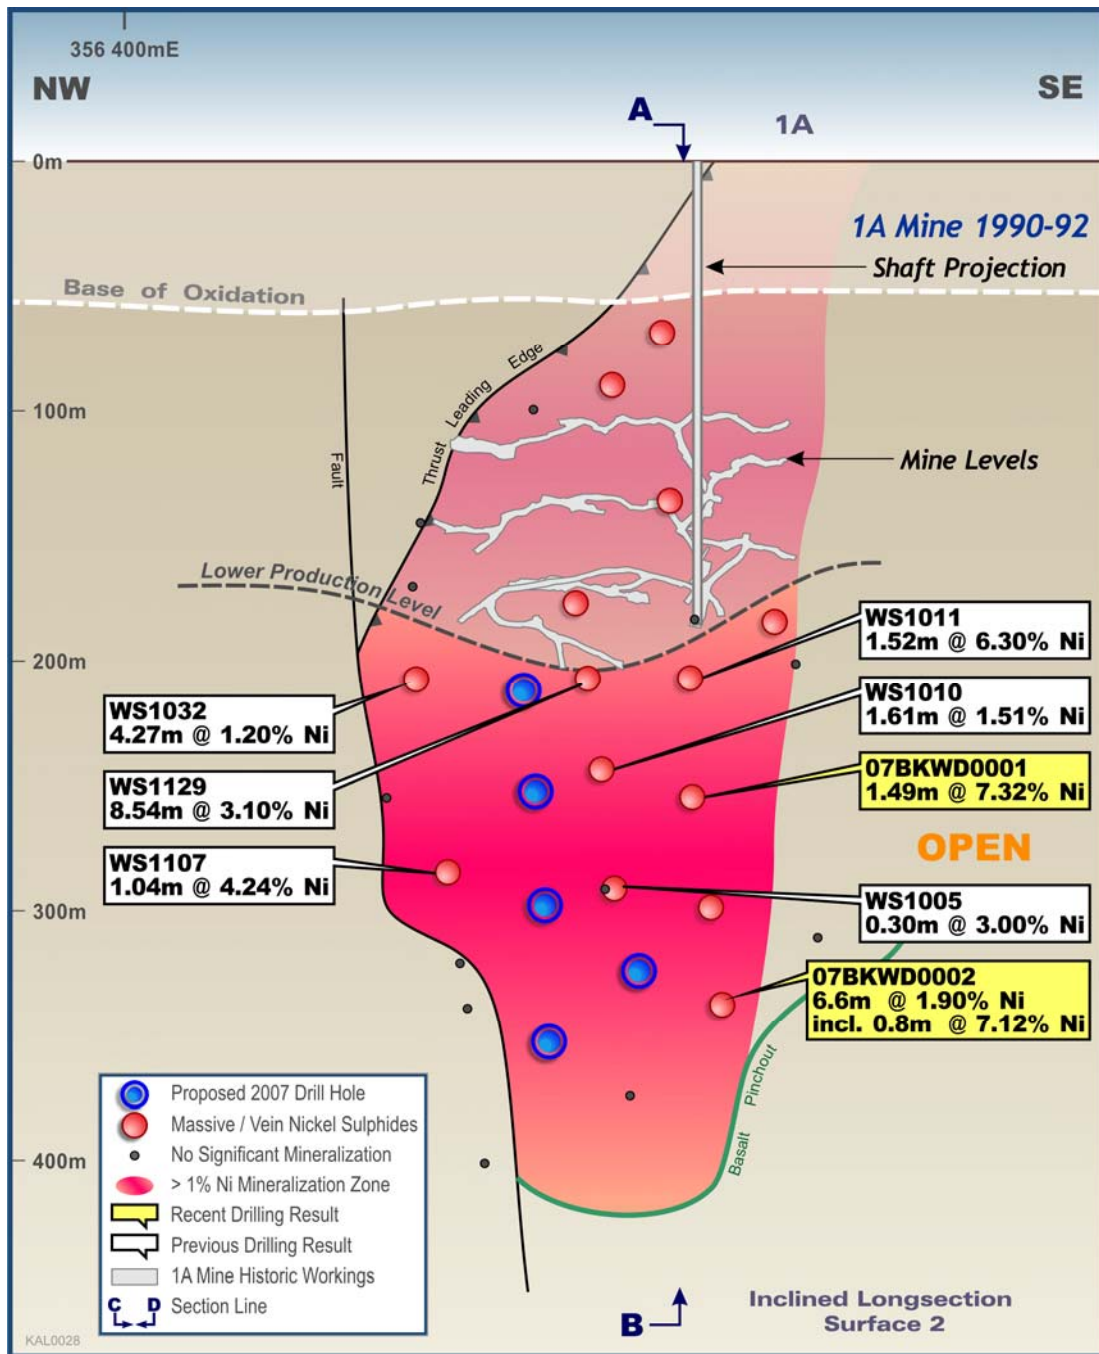 356 400mE
NW
SE
A
1A
0m
1A Mine 1990-92
Shaft Projection
Base of Oxidation
Thrust Leading Edge
100m
Fault
Mine Levels
Lower Production Level
200m
WS1011
1.52m @ 6.30% Ni
WS1032
4.27m @ 1.20% Ni
WS1010
1.61m @ 1.51% Ni
WS1129
8.54m @ 3.10% Ni
07BKWD0001
1.49m @ 7.32% Ni
OPEN
WS1107
1.04m @ 4.24% Ni
WS1005
0.30m @ 3.00% Ni
300m
07BKWD0002
6.6m @ 1.90% Ni
incl. 0.8m @ 7.12% Ni
Basalt Pinchout
400m
Proposed 2007 Drill Hole
Massive / Vein Nickel Sulphides
No Significant Mineralization
> 1% Ni Mineralization Zone
Recent Drilling Result
Previous Drilling Result
1A Mine Historic Workings
C D Section Line
B
Inclined Longsection
Surface 2
KAL0028